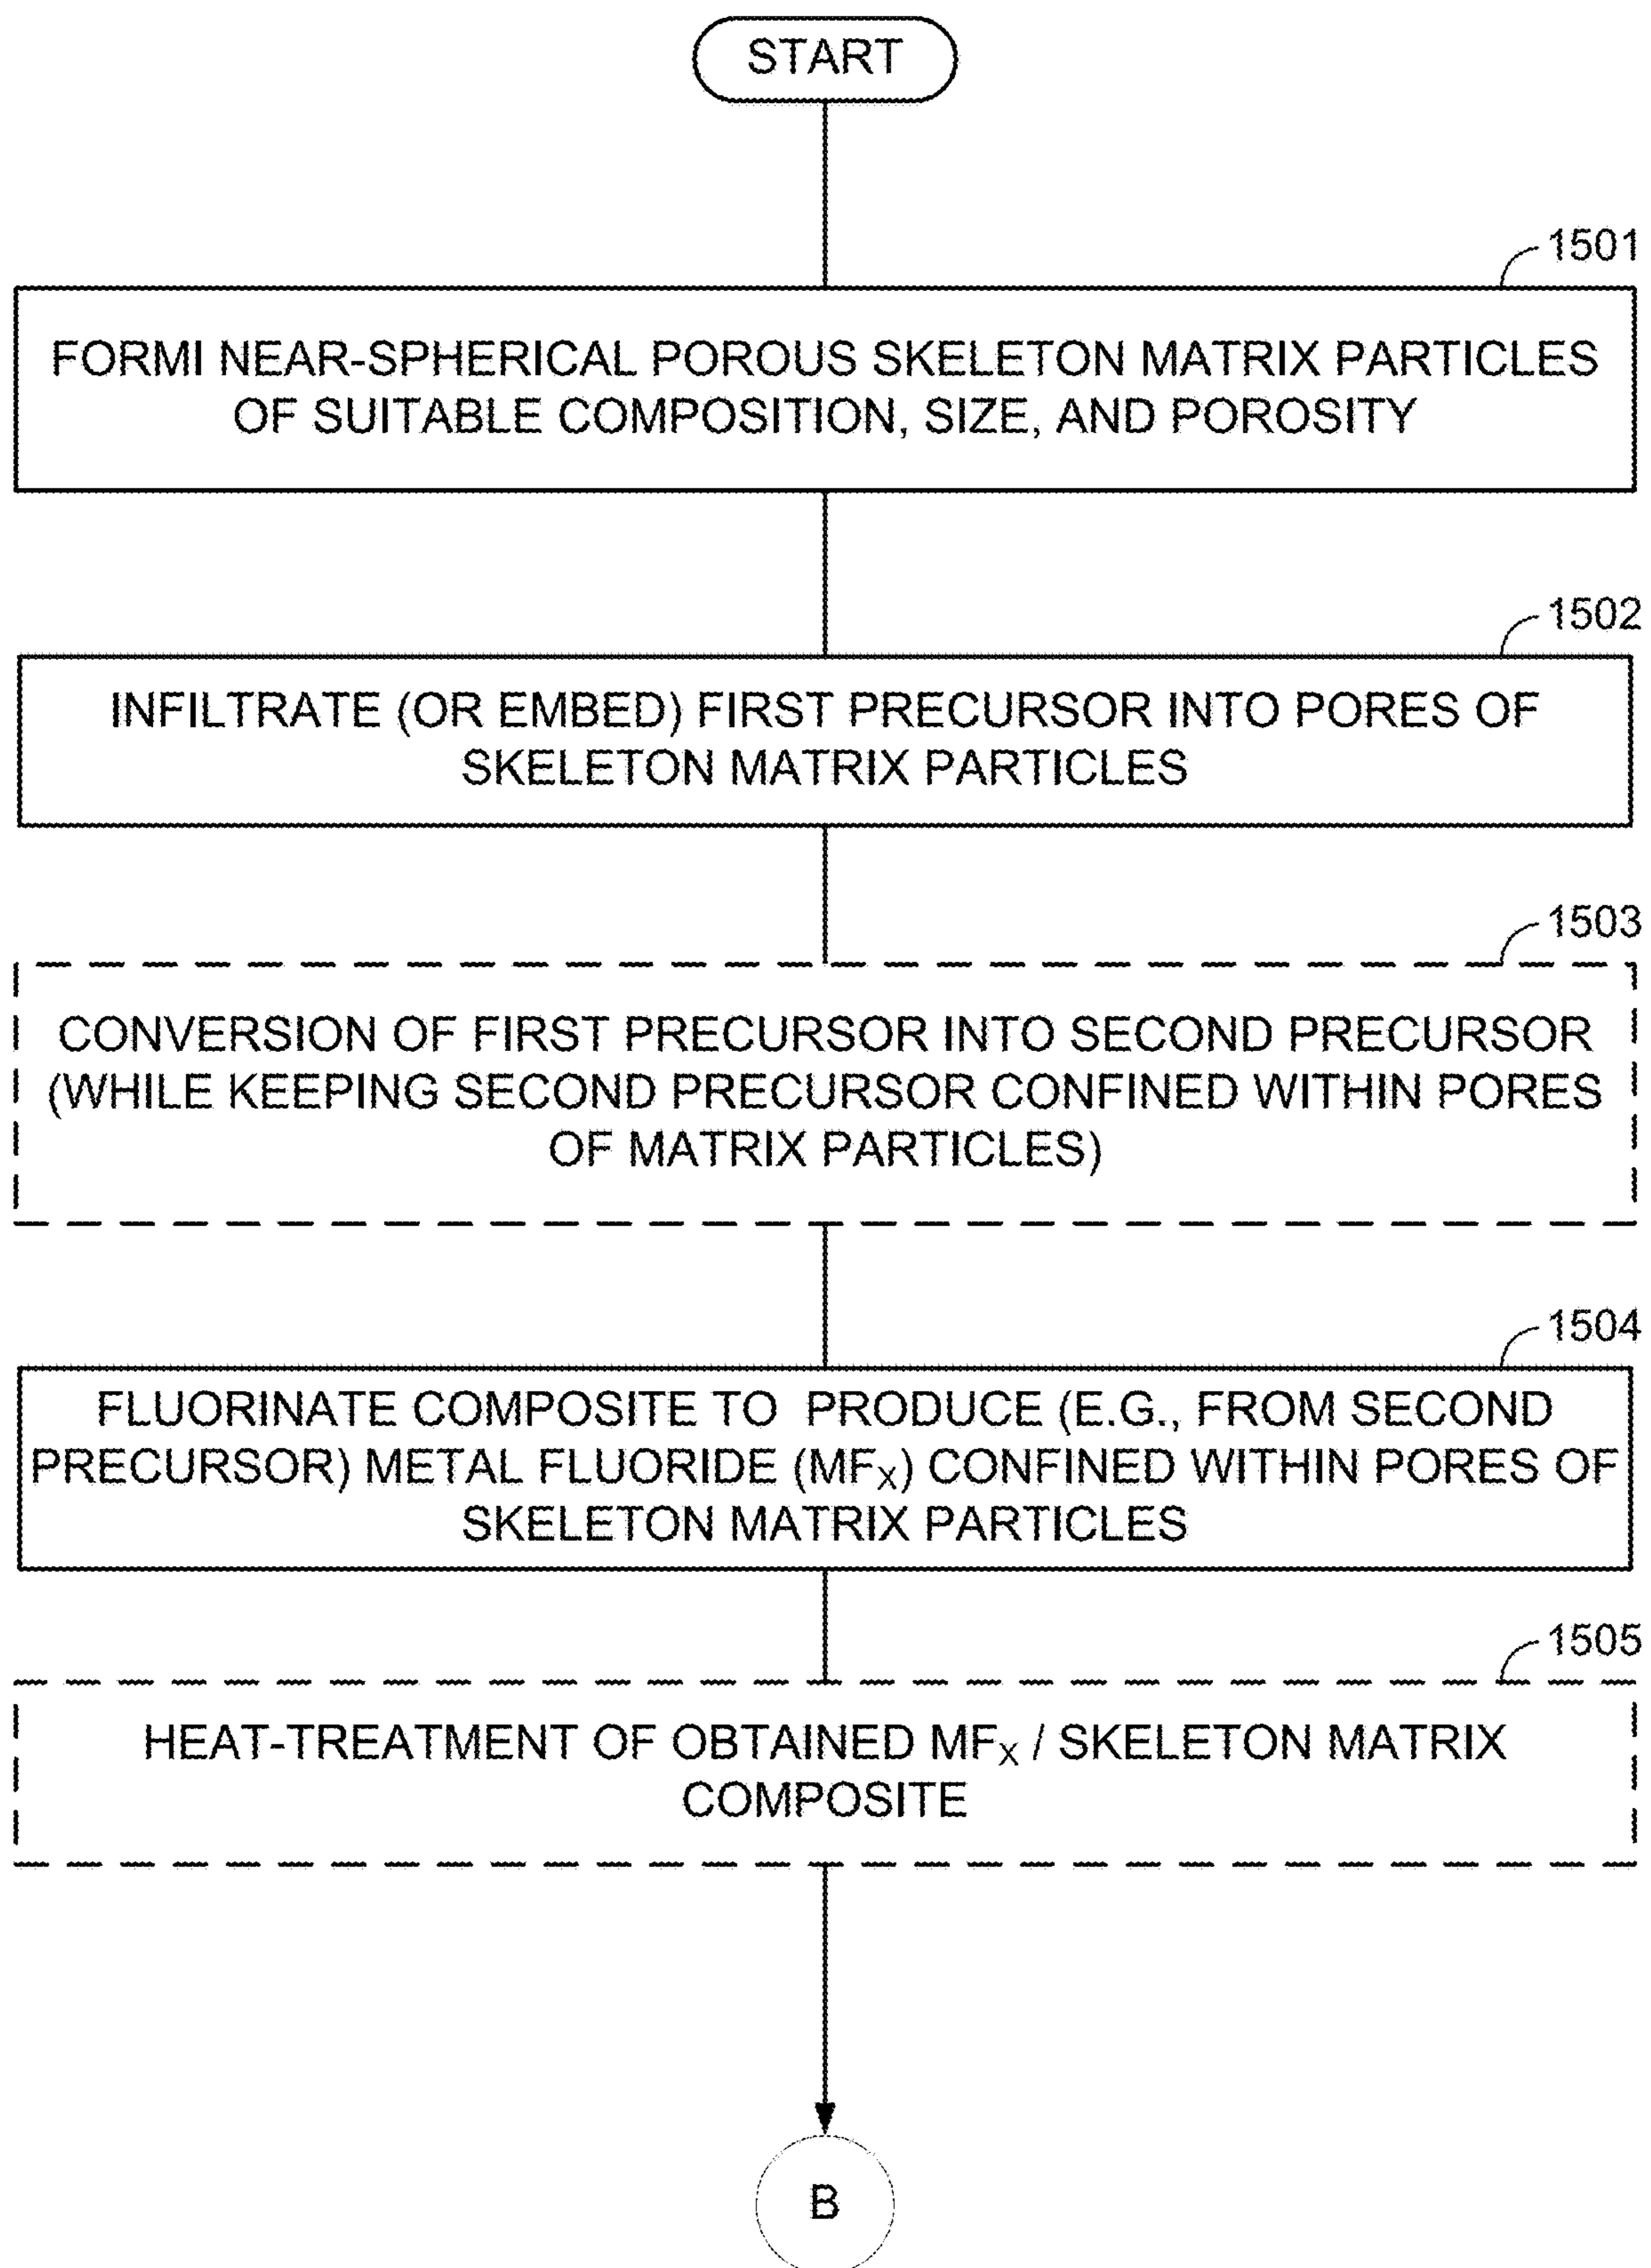 START
1501
FORMI NEAR-SPHERICAL POROUS SKELETON MATRIX PARTICLES
OF SUITABLE COMPOSITION, SIZE, AND POROSITY
1502
INFILTRATE (OR EMBED) FIRST PRECURSOR INTO PORES OF
SKELETON MATRIX PARTICLES
1503
CONVERSION OF FIRST PRECURSOR INTO SECOND PRECURSOR
(WHILE KEEPING SECOND PRECURSOR CONFINED WITHIN PORES
OF MATRIX PARTICLES)
1504
FLUORINATE COMPOSITE TO PRODUCE (E.G., FROM SECOND
PRECURSOR) METAL FLUORIDE (MFX) CONFINED WITHIN PORES OF
SKELETON MATRIX PARTICLES
1505
HEAT-TREATMENT OF OBTAINED MFX / SKELETON MATRIX
COMPOSITE
B